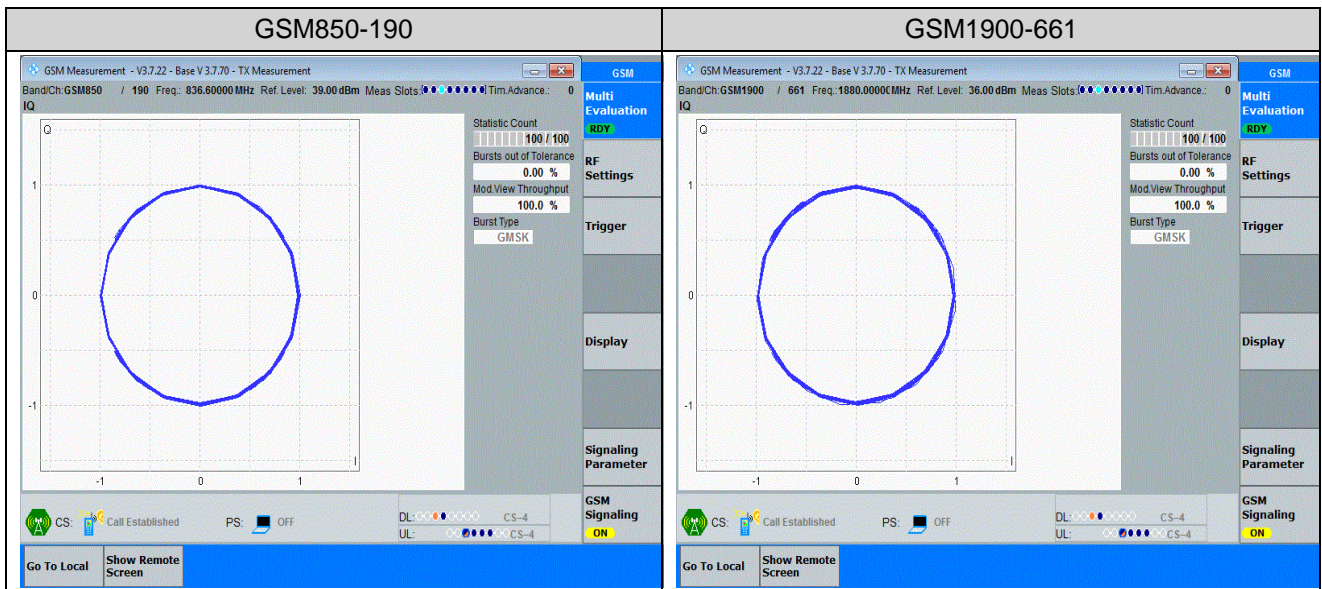 GSM850-190
GSM Measurement - V3.7.22 - Base V 3.7.70 - TX Measurement
GSM
Band/Ch:GSM850 / 190 Freq.: 836.60000 MHz Ref. Level: 39.00 dBm Meas Slots: Tim.Advance.: 0
IQ
Multi
Evaluation
RDY
Q
Statistic Count
100 / 100
Bursts out of Tolerance
0.00 %
Mod.View Throughput
100.0 %
Burst Type
GMSK
RF
Settings
Trigger
Display
Signaling
Parameter
GSM
Signaling
ON
1
0
-1
I
-1 0 1
CS: Call Established PS: OFF
DL: CS-4
UL: CS-4
Go To Local
Show Remote
Screen
GSM1900-661
GSM Measurement - V3.7.22 - Base V 3.7.70 - TX Measurement
GSM
Band/Ch:GSM1900 / 661 Freq.:1880.0000 MHz Ref. Level: 36.00 dBm Meas Slots: Tim.Advance.: 0
IQ
Multi
Evaluation
RDY
Q
Statistic Count
100 / 100
Bursts out of Tolerance
0.00 %
Mod.View Throughput
100.0 %
Burst Type
GMSK
RF
Settings
Trigger
Display
Signaling
Parameter
GSM
Signaling
ON
1
0
-1
I
-1 0 1
CS: Call Established PS: OFF
DL: CS-4
UL: CS-4
Go To Local
Show Remote
Screen